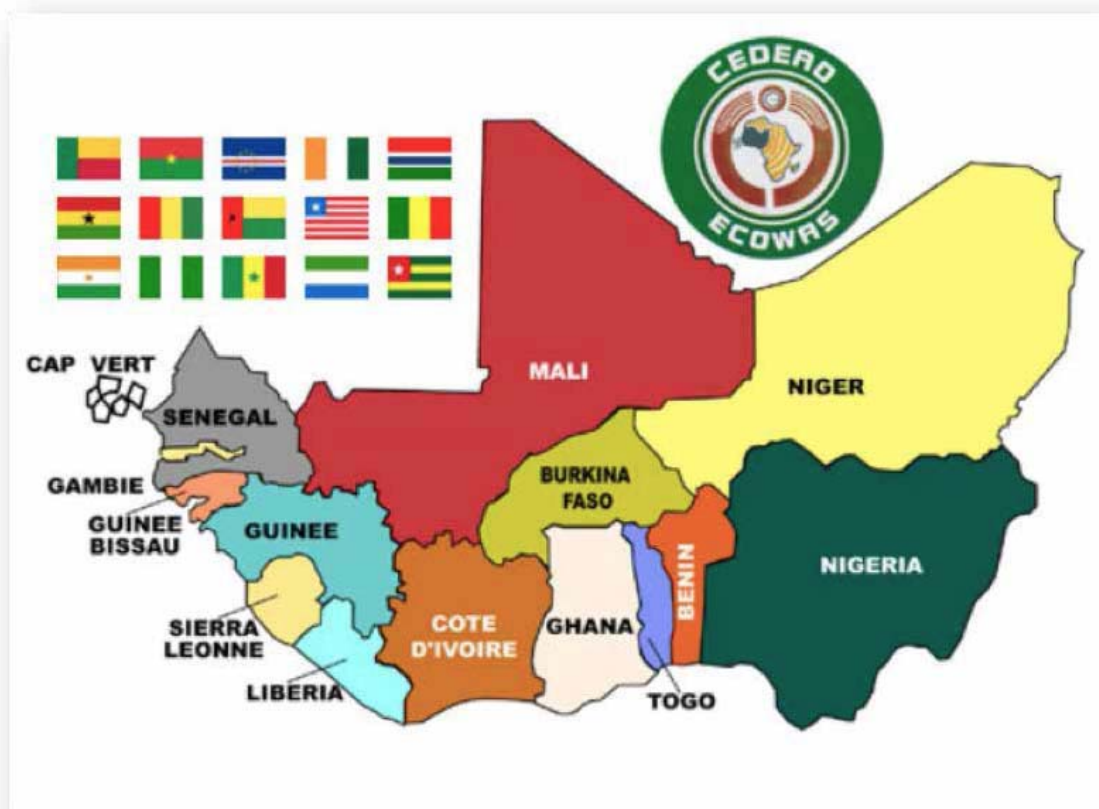 CEDEAO
ECOWAS
MALI
CAP VERT
NIGER
SENEGAL
BURKINA
FASO
GAMBIE
GUINEE
BISSAU
GUINEE
NIGERIA
BENIN
SIERRA
LEONNE
COTE
D'IVOIRE
GHANA
LIBERIA
TOGO